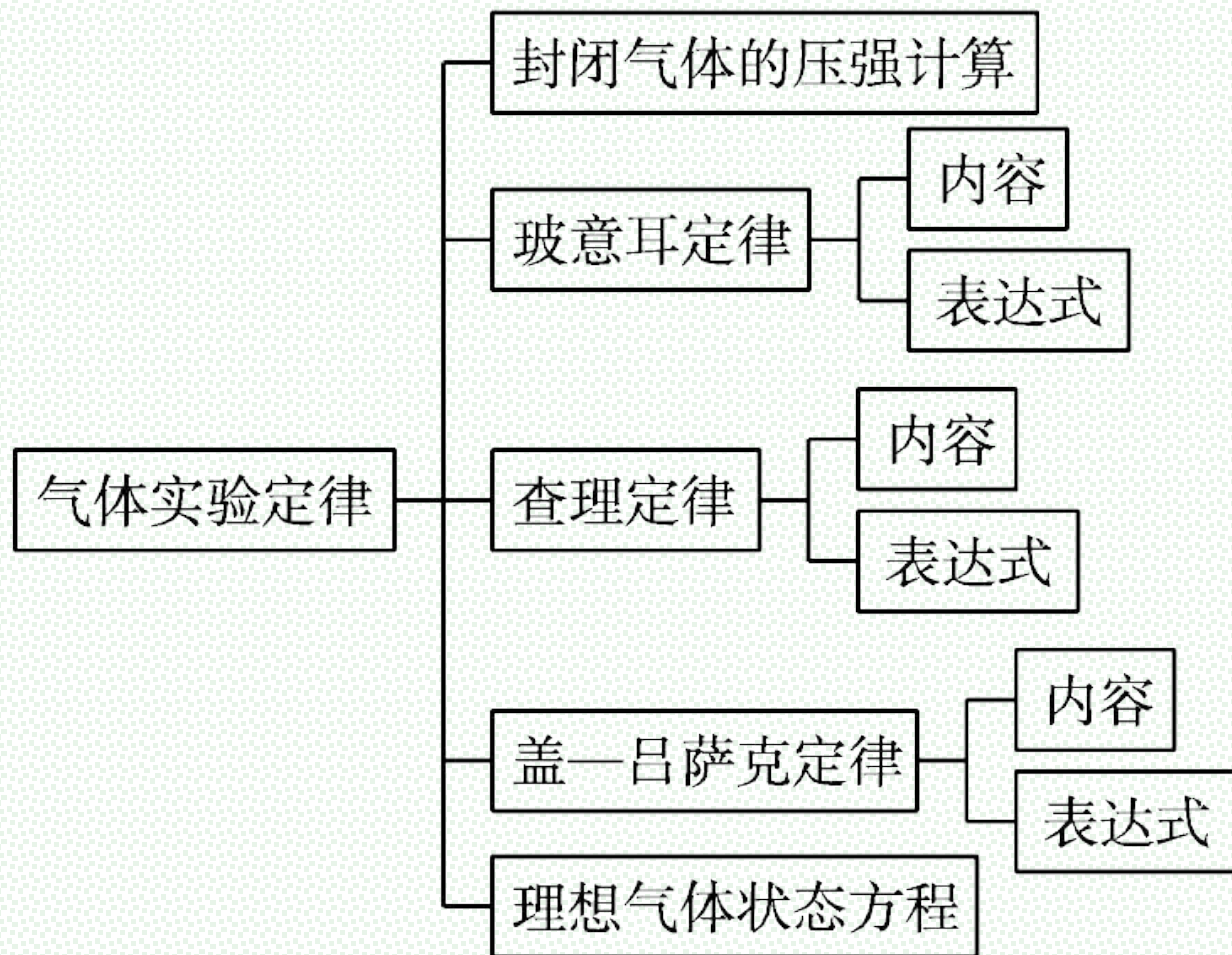 封闭气体的压强计算
玻意耳定律
内容
表达式
气体实验定律
查理定律
内容
表达式
盖—吕萨克定律
内容
表达式
理想气体状态方程